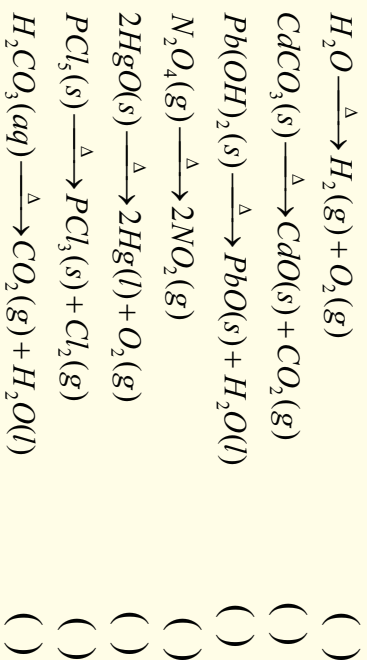 H₂O —Δ→ H₂(g) + O₂(g) ( )
CdCO₃(s) —Δ→ CdO(s) + CO₂(g) ( )
Pb(OH)₂(s) —Δ→ PbO(s) + H₂O(l) ( )
N₂O₄(g) —Δ→ 2NO₂(g) ( )
2HgO(s) —Δ→ 2Hg(l) + O₂(g) ( )
PCl₅(s) —Δ→ PCl₃(s) + Cl₂(g) ( )
H₂CO₃(aq) —Δ→ CO₂(g) + H₂O(l) ( )